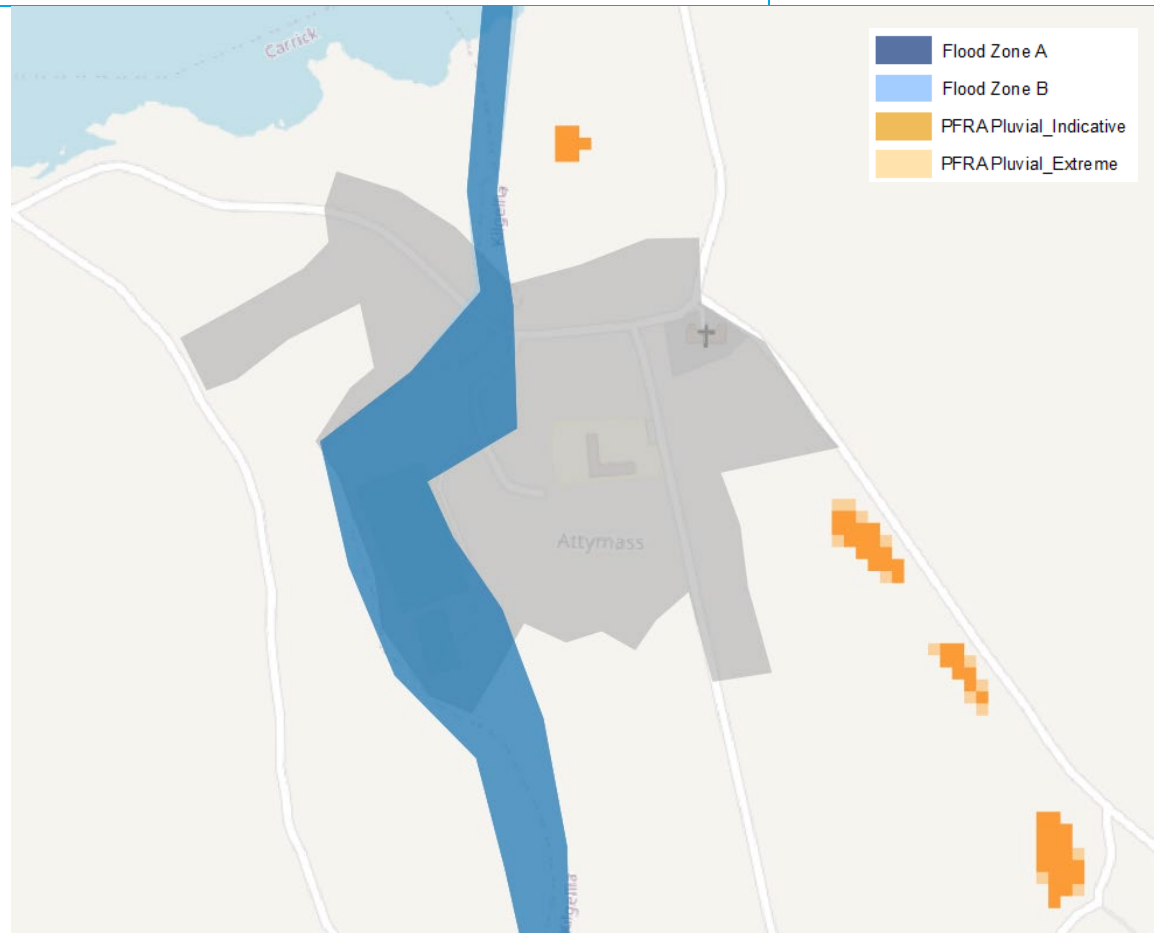 Carrick
Flood Zone A
Flood Zone B
PFRA Pluvial_Indicative
PFRA Pluvial_Extreme
Attymass